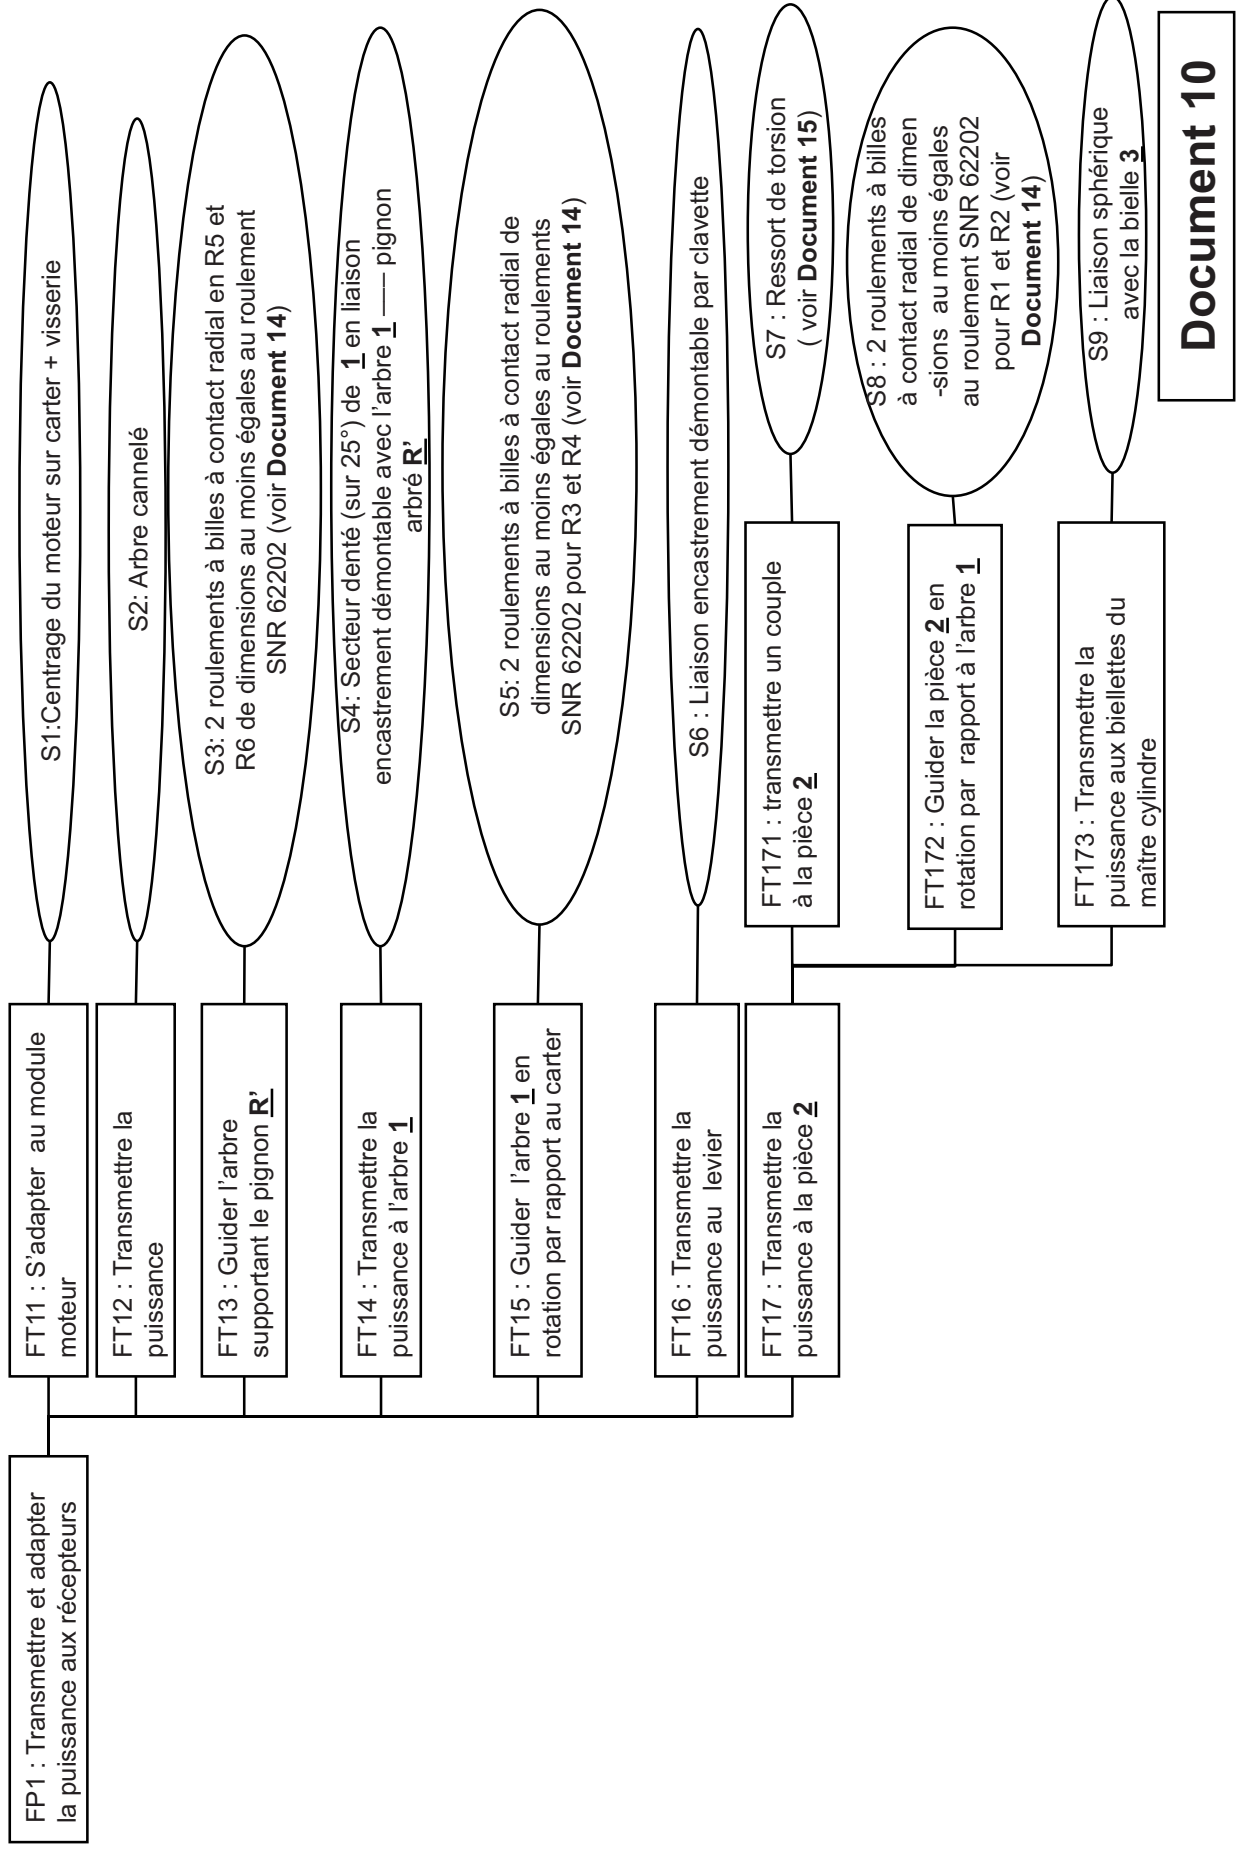 FP1 : Transmettre et adapter
la puissance aux récepteurs
FT11 : S'adapter au module
moteur
S1:Centrage du moteur sur carter + visserie
FT12 : Transmettre la
puissance
S2: Arbre cannelé
FT13 : Guider l'arbre
supportant le pignon R'
S3: 2 roulements à billes à contact radial en R5 et
R6 de dimensions au moins égales au roulement
SNR 62202 (voir Document 14)
FT14 : Transmettre la
puissance à l'arbre 1
S4: Secteur denté (sur 25°) de 1 en liaison
encastrement démontable avec l'arbre 1 —— pignon
arbré R'
FT15 : Guider l'arbre 1 en
rotation par rapport au carter
S5: 2 roulements à billes à contact radial de
dimensions au moins égales au roulements
SNR 62202 pour R3 et R4 (voir Document 14)
FT16 : Transmettre la
puissance au levier
S6 : Liaison encastrement démontable par clavette
FT17 : Transmettre la
puissance à la pièce 2
FT171 : transmettre un couple
à la pièce 2
S7 : Ressort de torsion
( voir Document 15)
FT172 : Guider la pièce 2 en
rotation par rapport à l'arbre 1
S8 : 2 roulements à billes
à contact radial de dimen
-sions au moins égales
au roulement SNR 62202
pour R1 et R2 (voir
Document 14)
FT173 : Transmettre la
puissance aux biellettes du
maître cylindre
S9 : Liaison sphérique
avec la bielle 3
Document 10